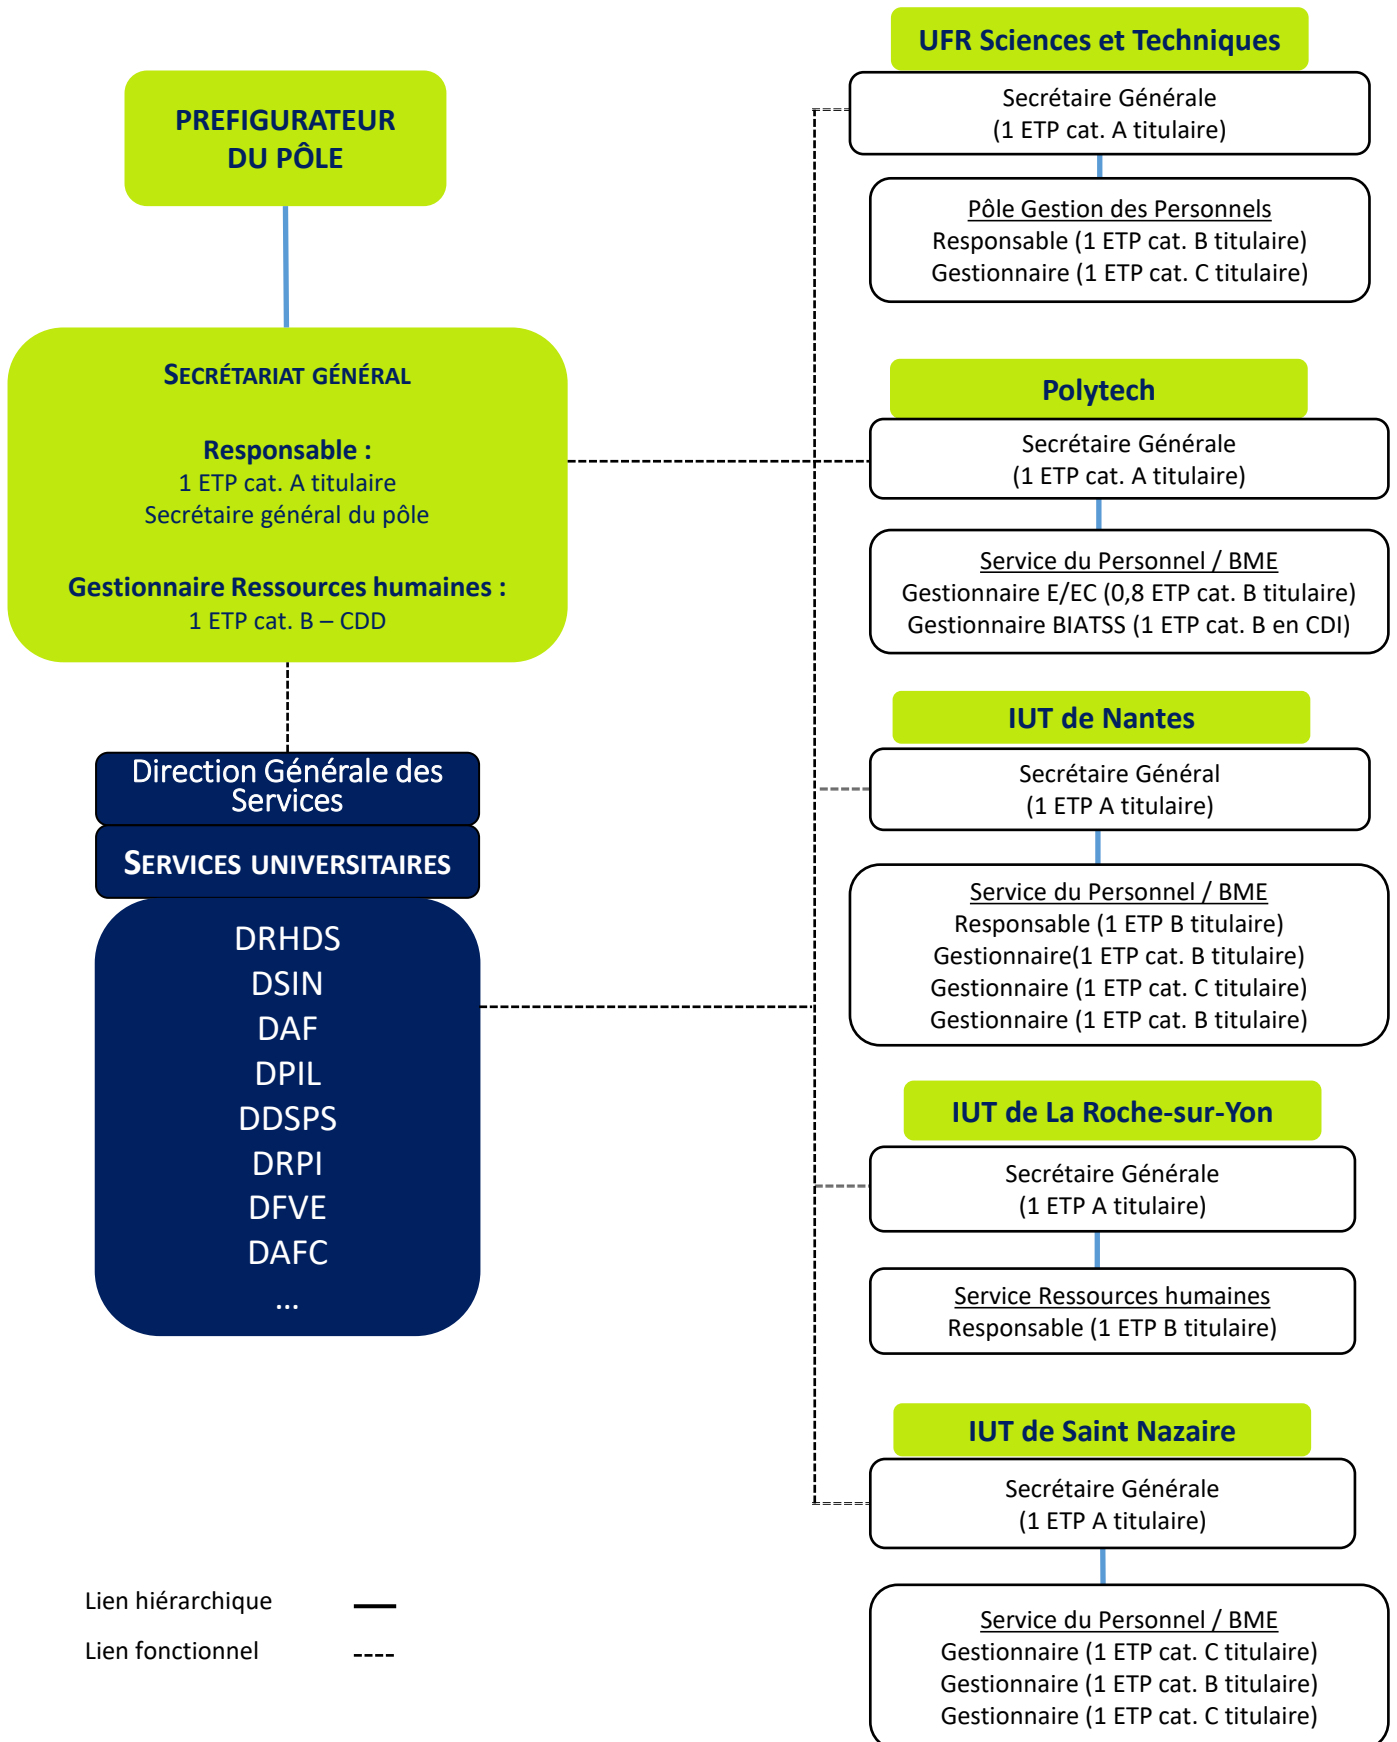 PREFIGURATEUR
DU PÔLE
SECRÉTARIAT GÉNÉRAL
Responsable :
1 ETP cat. A titulaire
Secrétaire général du pôle
Gestionnaire Ressources humaines :
1 ETP cat. B – CDD
Direction Générale des
Services
SERVICES UNIVERSITAIRES
DRHDS
DSIN
DAF
DPIL
DDSPS
DRPI
DFVE
DAFC
...
Lien hiérarchique
Lien fonctionnel
UFR Sciences et Techniques
Secrétaire Générale
(1 ETP cat. A titulaire)
Pôle Gestion des Personnels
Responsable (1 ETP cat. B titulaire)
Gestionnaire (1 ETP cat. C titulaire)
Polytech
Secrétaire Générale
(1 ETP cat. A titulaire)
Service du Personnel / BME
Gestionnaire E/EC (0,8 ETP cat. B titulaire)
Gestionnaire BIATSS (1 ETP cat. B en CDI)
IUT de Nantes
Secrétaire Général
(1 ETP A titulaire)
Service du Personnel / BME
Responsable (1 ETP B titulaire)
Gestionnaire(1 ETP cat. B titulaire)
Gestionnaire (1 ETP cat. C titulaire)
Gestionnaire (1 ETP cat. B titulaire)
IUT de La Roche-sur-Yon
Secrétaire Générale
(1 ETP A titulaire)
Service Ressources humaines
Responsable (1 ETP B titulaire)
IUT de Saint Nazaire
Secrétaire Générale
(1 ETP A titulaire)
Service du Personnel / BME
Gestionnaire (1 ETP cat. C titulaire)
Gestionnaire (1 ETP cat. B titulaire)
Gestionnaire (1 ETP cat. C titulaire)